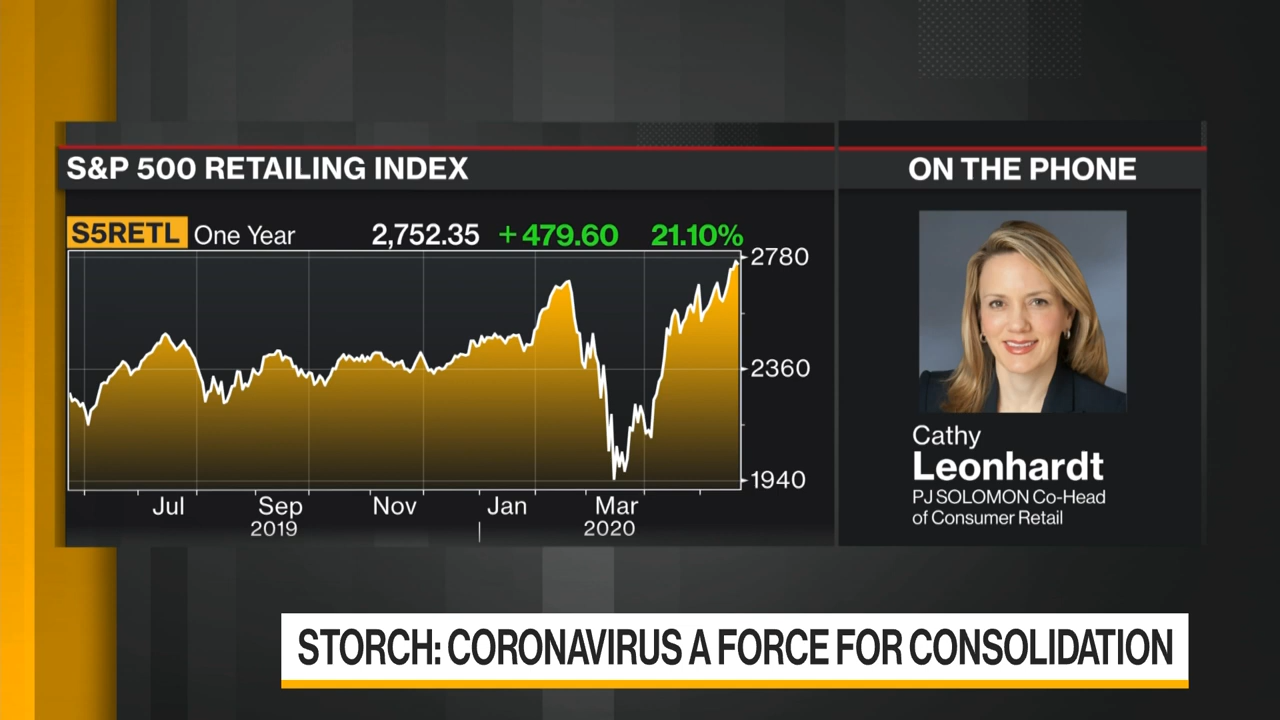 S&P 500 RETAILING INDEX
S5RETL One Year 2,752.35 +479.60 21.10%
2780
2360
1940
Jul Sep Nov Jan Mar
2019 2020
ON THE PHONE
Cathy
Leonhardt
PJ SOLOMON Co-Head
of Consumer Retail
STORCH: CORONAVIRUS A FORCE FOR CONSOLIDATION